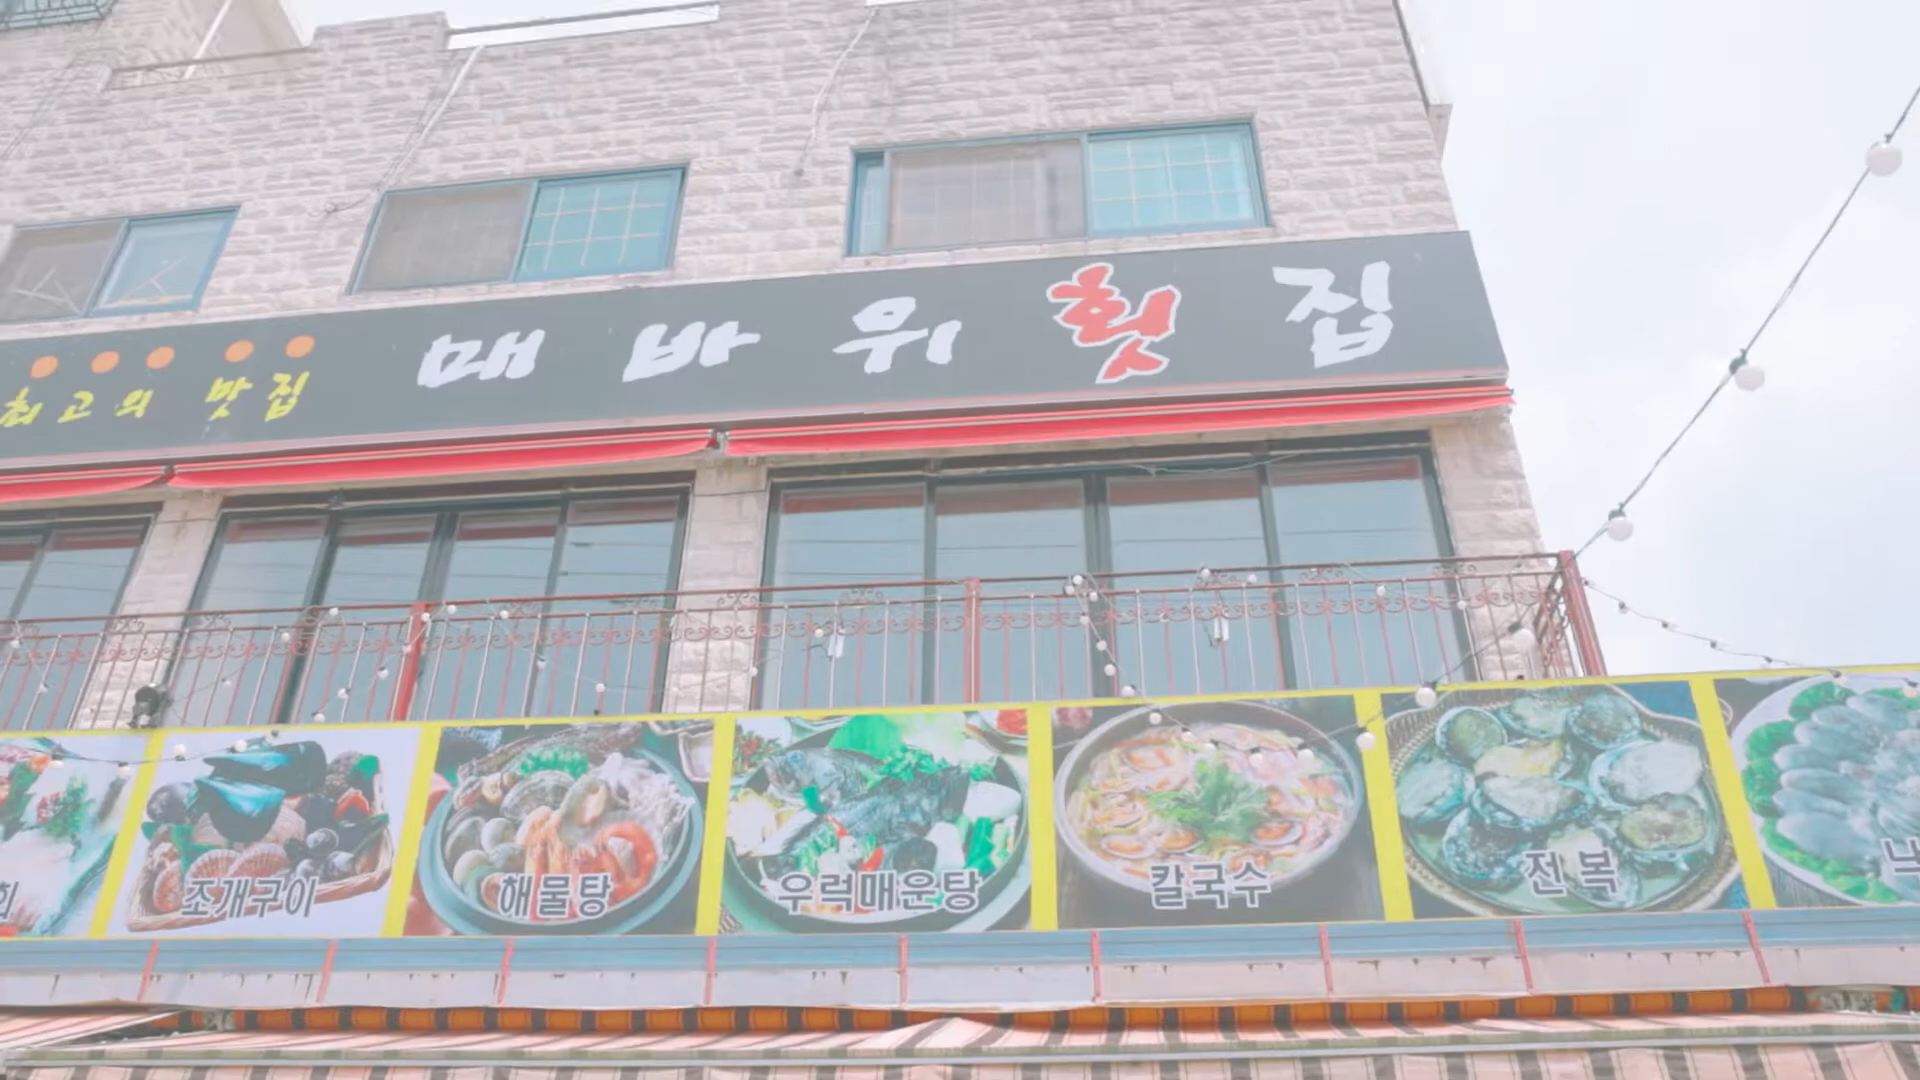 최고의 맛집
매바위횟집
회
조개구이
해물탕
우럭매운탕
칼국수
전복